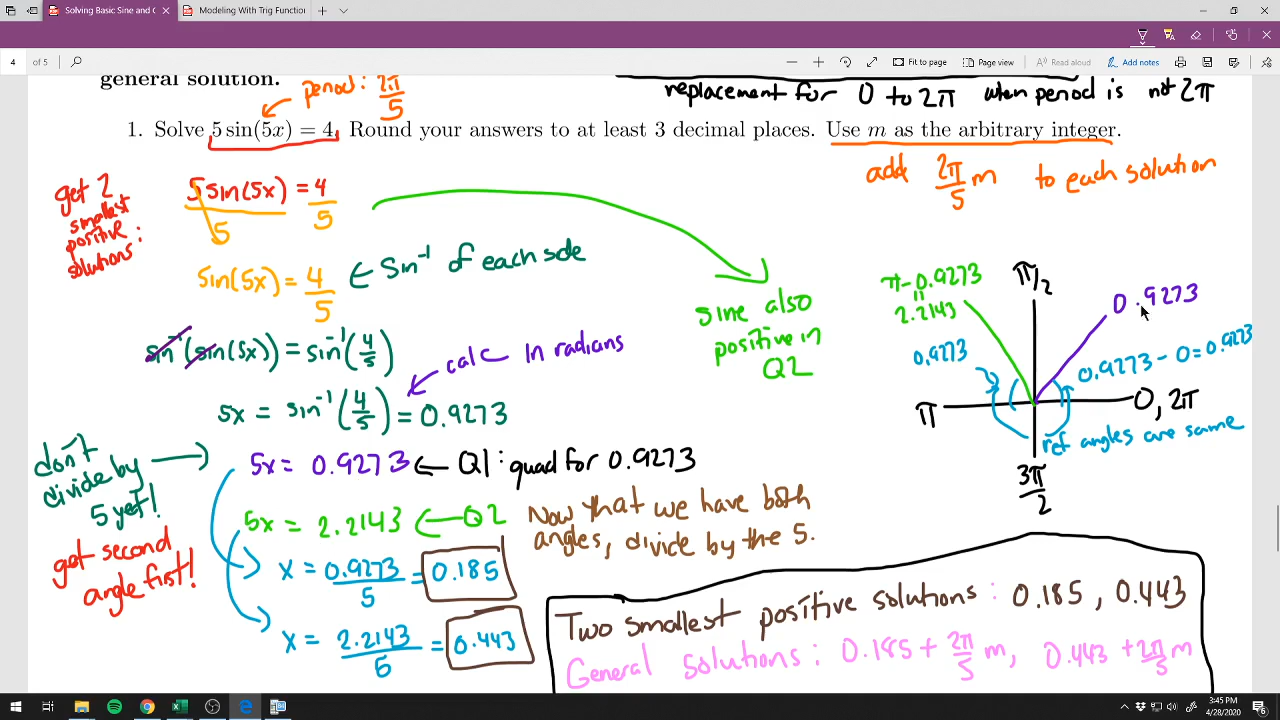 Solving Basic Sine and C
Modeling With Trig Function
4 of 5
Fit to page
Page view
Read aloud
Add notes
general solution.
period: 2π/5
replacement for 0 to 2π when period is not 2π
1. Solve 5 sin(5x) = 4. Round your answers to at least 3 decimal places. Use m as the arbitrary integer.
add 2π/5 m to each solution
get 2
smallest
positive
solutions:
5 sin(5x) = 4
5 5
sin(5x) = 4/5 ← Sin⁻¹ of each side
sin⁻¹(sin(5x)) = sin⁻¹(4/5)
calc in radians
5x = sin⁻¹(4/5) = 0.9273
sine also
positive in
Q2
π - 0.9273
=
2.2143
π/2
0.9273
0.9273
0.9273 - 0 = 0.9273
π
0, 2π
ref angles are same
3π/2
don't
divide by
5 yet!
get second
angle first!
5x = 0.9273 ← Q1: quad for 0.9273
5x = 2.2143 ← Q2
Now that we have both
angles, divide by the 5.
x = 0.9273/5 = 0.185
x = 2.2143/5 = 0.443
Two smallest positive solutions: 0.185, 0.443
General solutions: 0.185 + 2π/5 m, 0.443 + 2π/5 m
3:45 PM
4/28/2020
6